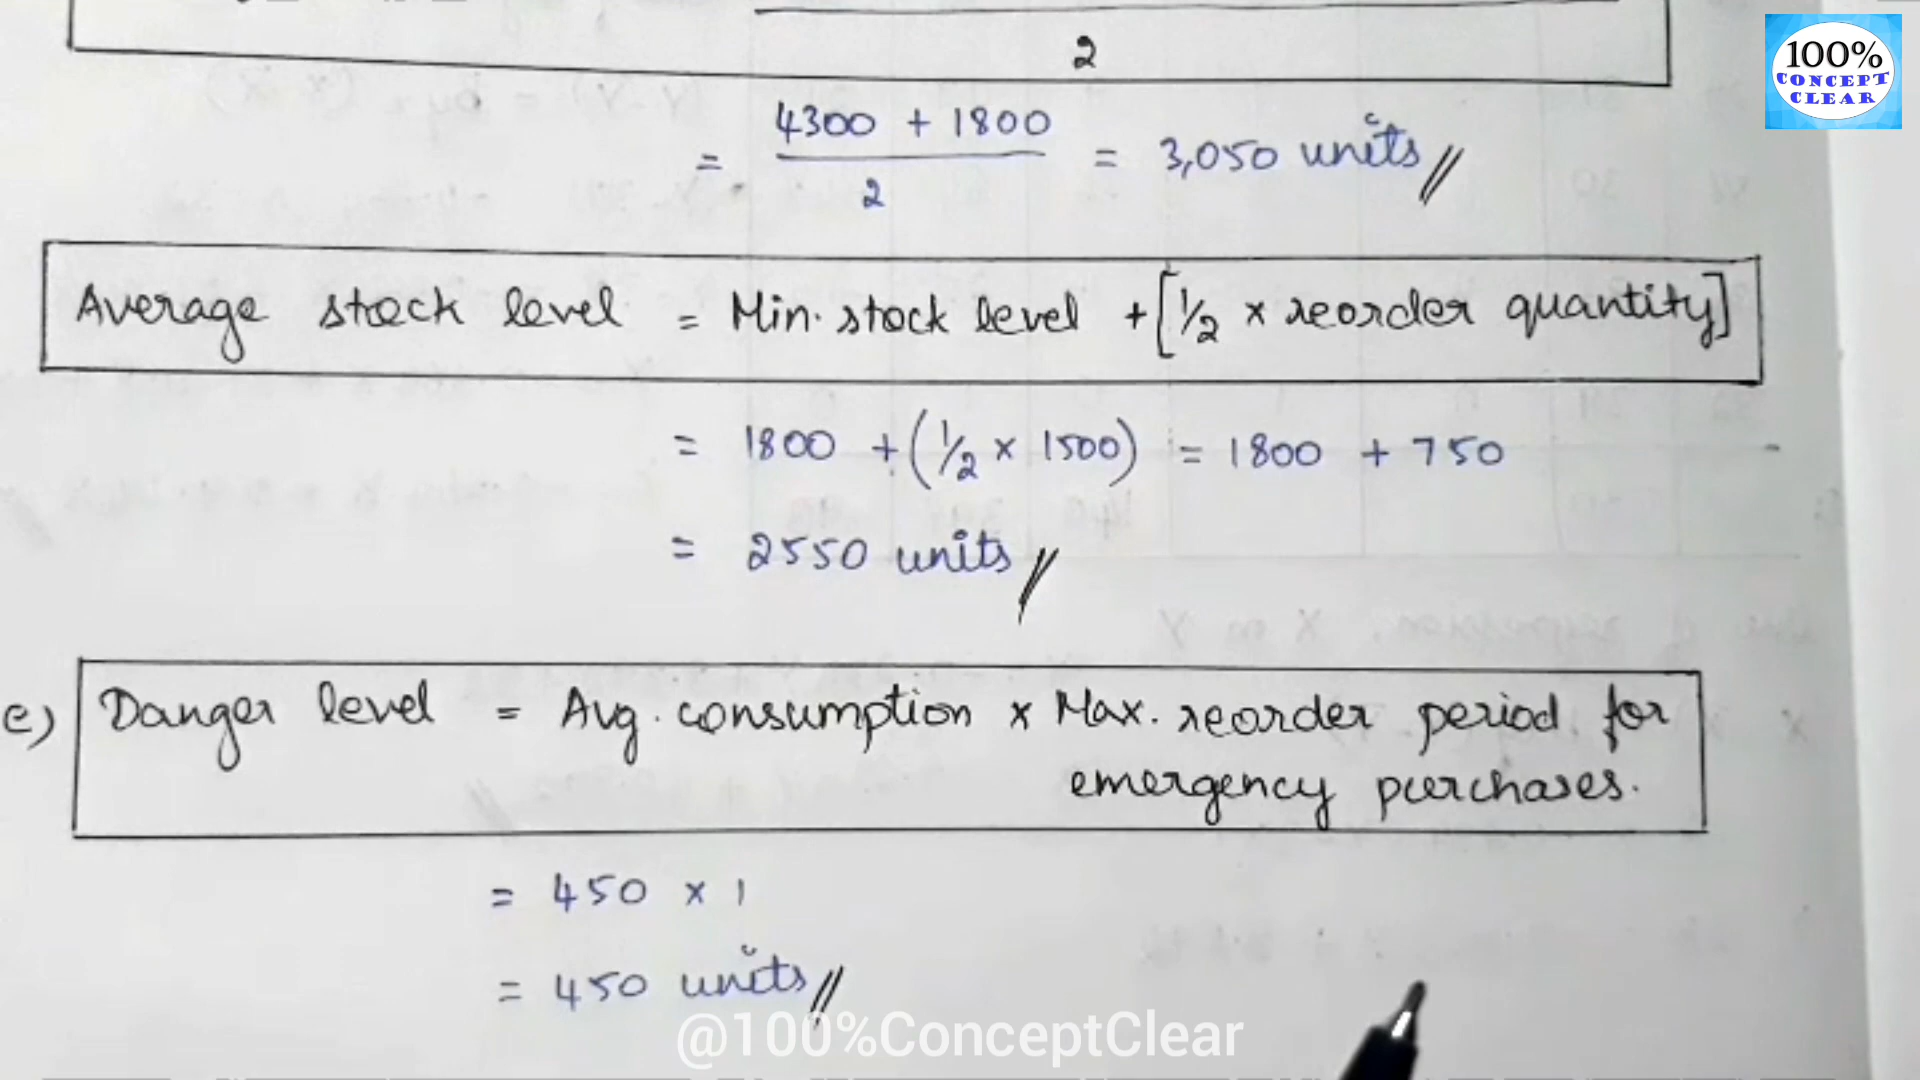 2
100%
CONCEPT
CLEAR
= 4300 + 1800 / 2 = 3,050 units //
Average stock level = Min. stock level + [1/2 × reorder quantity]
= 1800 + (1/2 × 1500) = 1800 + 750
= 2550 units //
e) Danger level = Avg. consumption × Max. reorder period for
emergency purchases.
= 450 × 1
= 450 units //
@100%ConceptClear